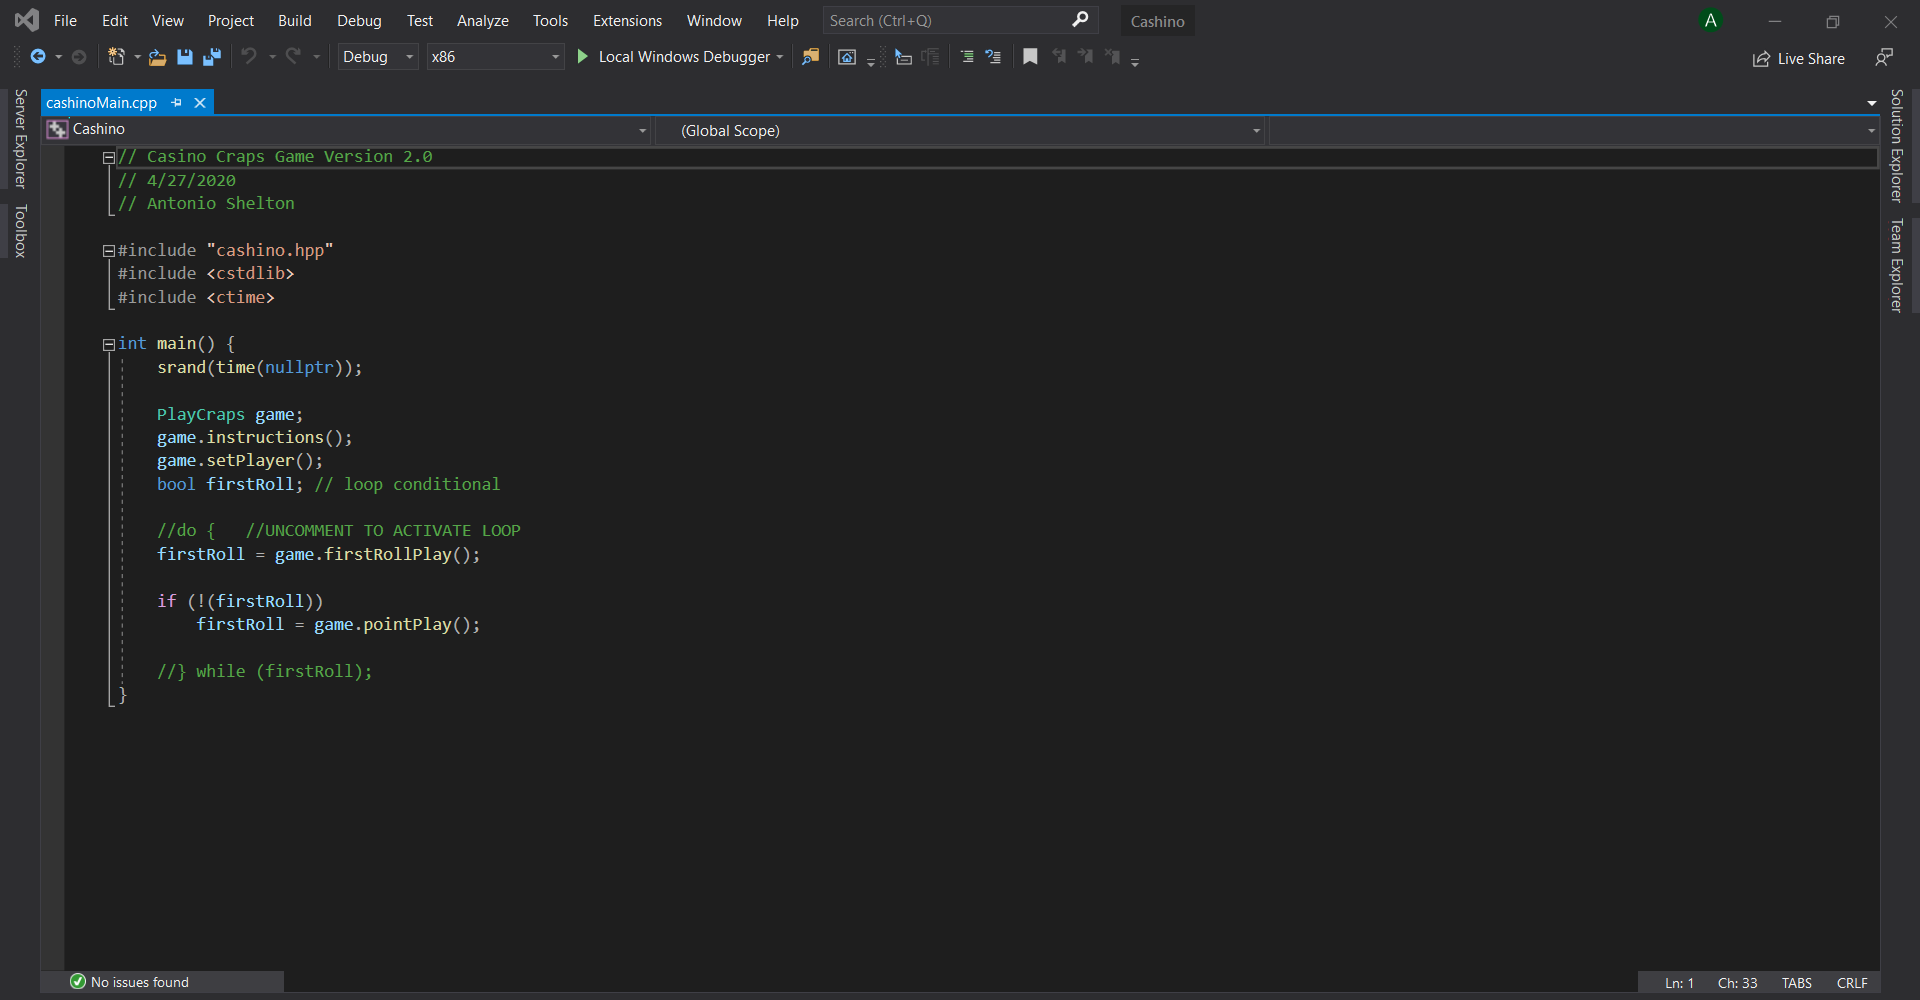 File Edit View Project Build Debug Test Analyze Tools Extensions Window Help Search (Ctrl+Q) Cashino A
Debug x86 Local Windows Debugger Live Share
Server Explorer
Toolbox
cashinoMain.cpp
Cashino (Global Scope)
// Casino Craps Game Version 2.0
// 4/27/2020
// Antonio Shelton
#include "cashino.hpp"
#include <cstdlib>
#include <ctime>
int main() {
srand(time(nullptr));
PlayCraps game;
game.instructions();
game.setPlayer();
bool firstRoll; // loop conditional
//do {   //UNCOMMENT TO ACTIVATE LOOP
firstRoll = game.firstRollPlay();
if (!(firstRoll))
firstRoll = game.pointPlay();
//} while (firstRoll);
}
Solution Explorer
Team Explorer
No issues found
Ln: 1 Ch: 33 TABS CRLF